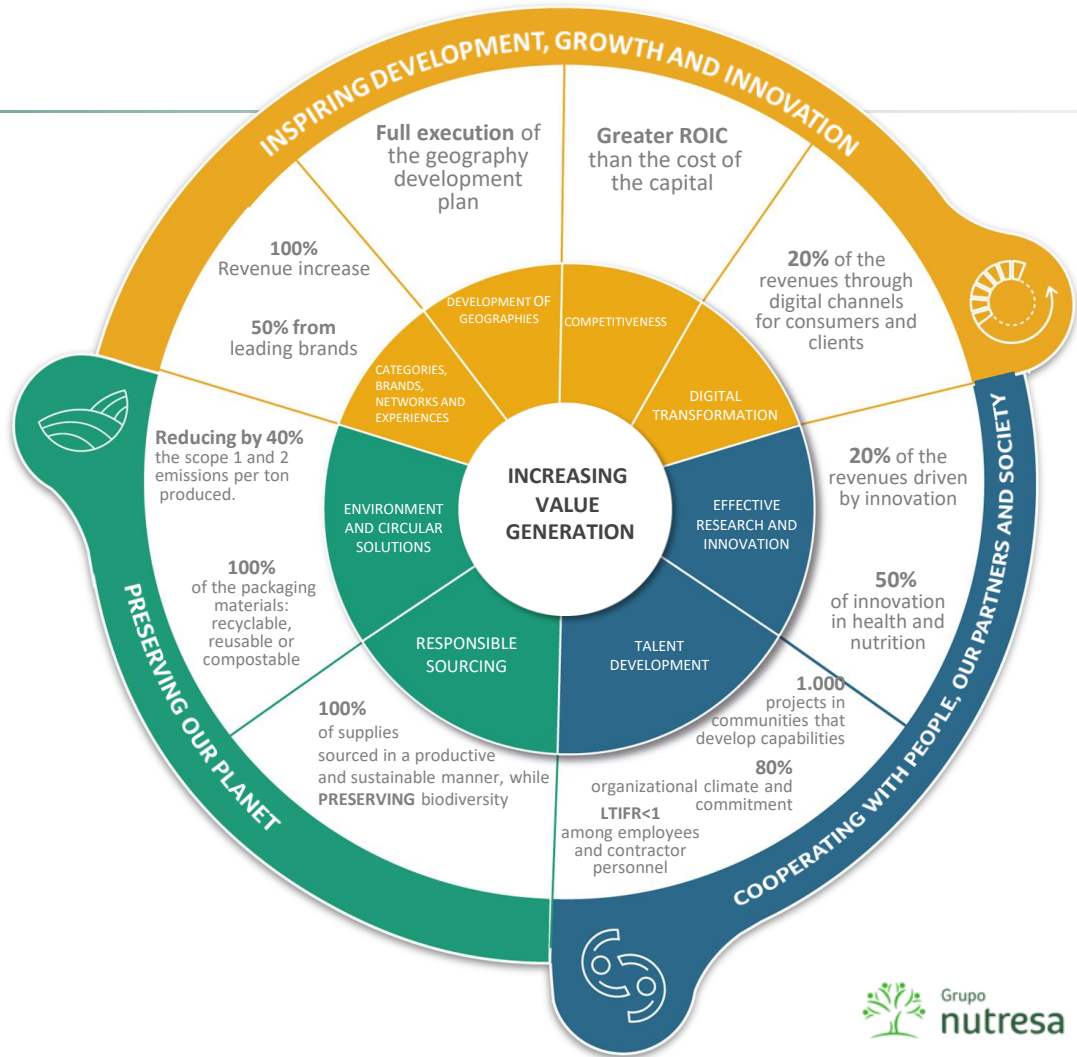 INSPIRING DEVELOPMENT, GROWTH AND INNOVATION
Full execution of
the geography
development
plan
Greater ROIC
than the cost of
the capital
100%
Revenue increase
50% from
leading brands
20% of the
revenues through
digital channels
for consumers and
clients
DEVELOPMENT OF
GEOGRAPHIES
COMPETITIVENESS
CATEGORIES,
BRANDS,
NETWORKS AND
EXPERIENCES
DIGITAL
TRANSFORMATION
Reducing by 40%
the scope 1 and 2
emissions per ton
produced.
100%
of the packaging
materials:
recyclable,
reusable or
compostable
ENVIRONMENT
AND CIRCULAR
SOLUTIONS
INCREASING
VALUE
GENERATION
EFFECTIVE
RESEARCH AND
INNOVATION
20% of the
revenues driven
by innovation
50%
of innovation
in health and
nutrition
RESPONSIBLE
SOURCING
TALENT
DEVELOPMENT
100%
of supplies
sourced in a productive
and sustainable manner, while
PRESERVING biodiversity
1.000
projects in
communities that
develop capabilities
80%
organizational climate and
commitment
LTIFR<1
among employees
and contractor
personnel
PRESERVING OUR PLANET
COOPERATING WITH PEOPLE, OUR PARTNERS AND SOCIETY
Grupo
nutresa